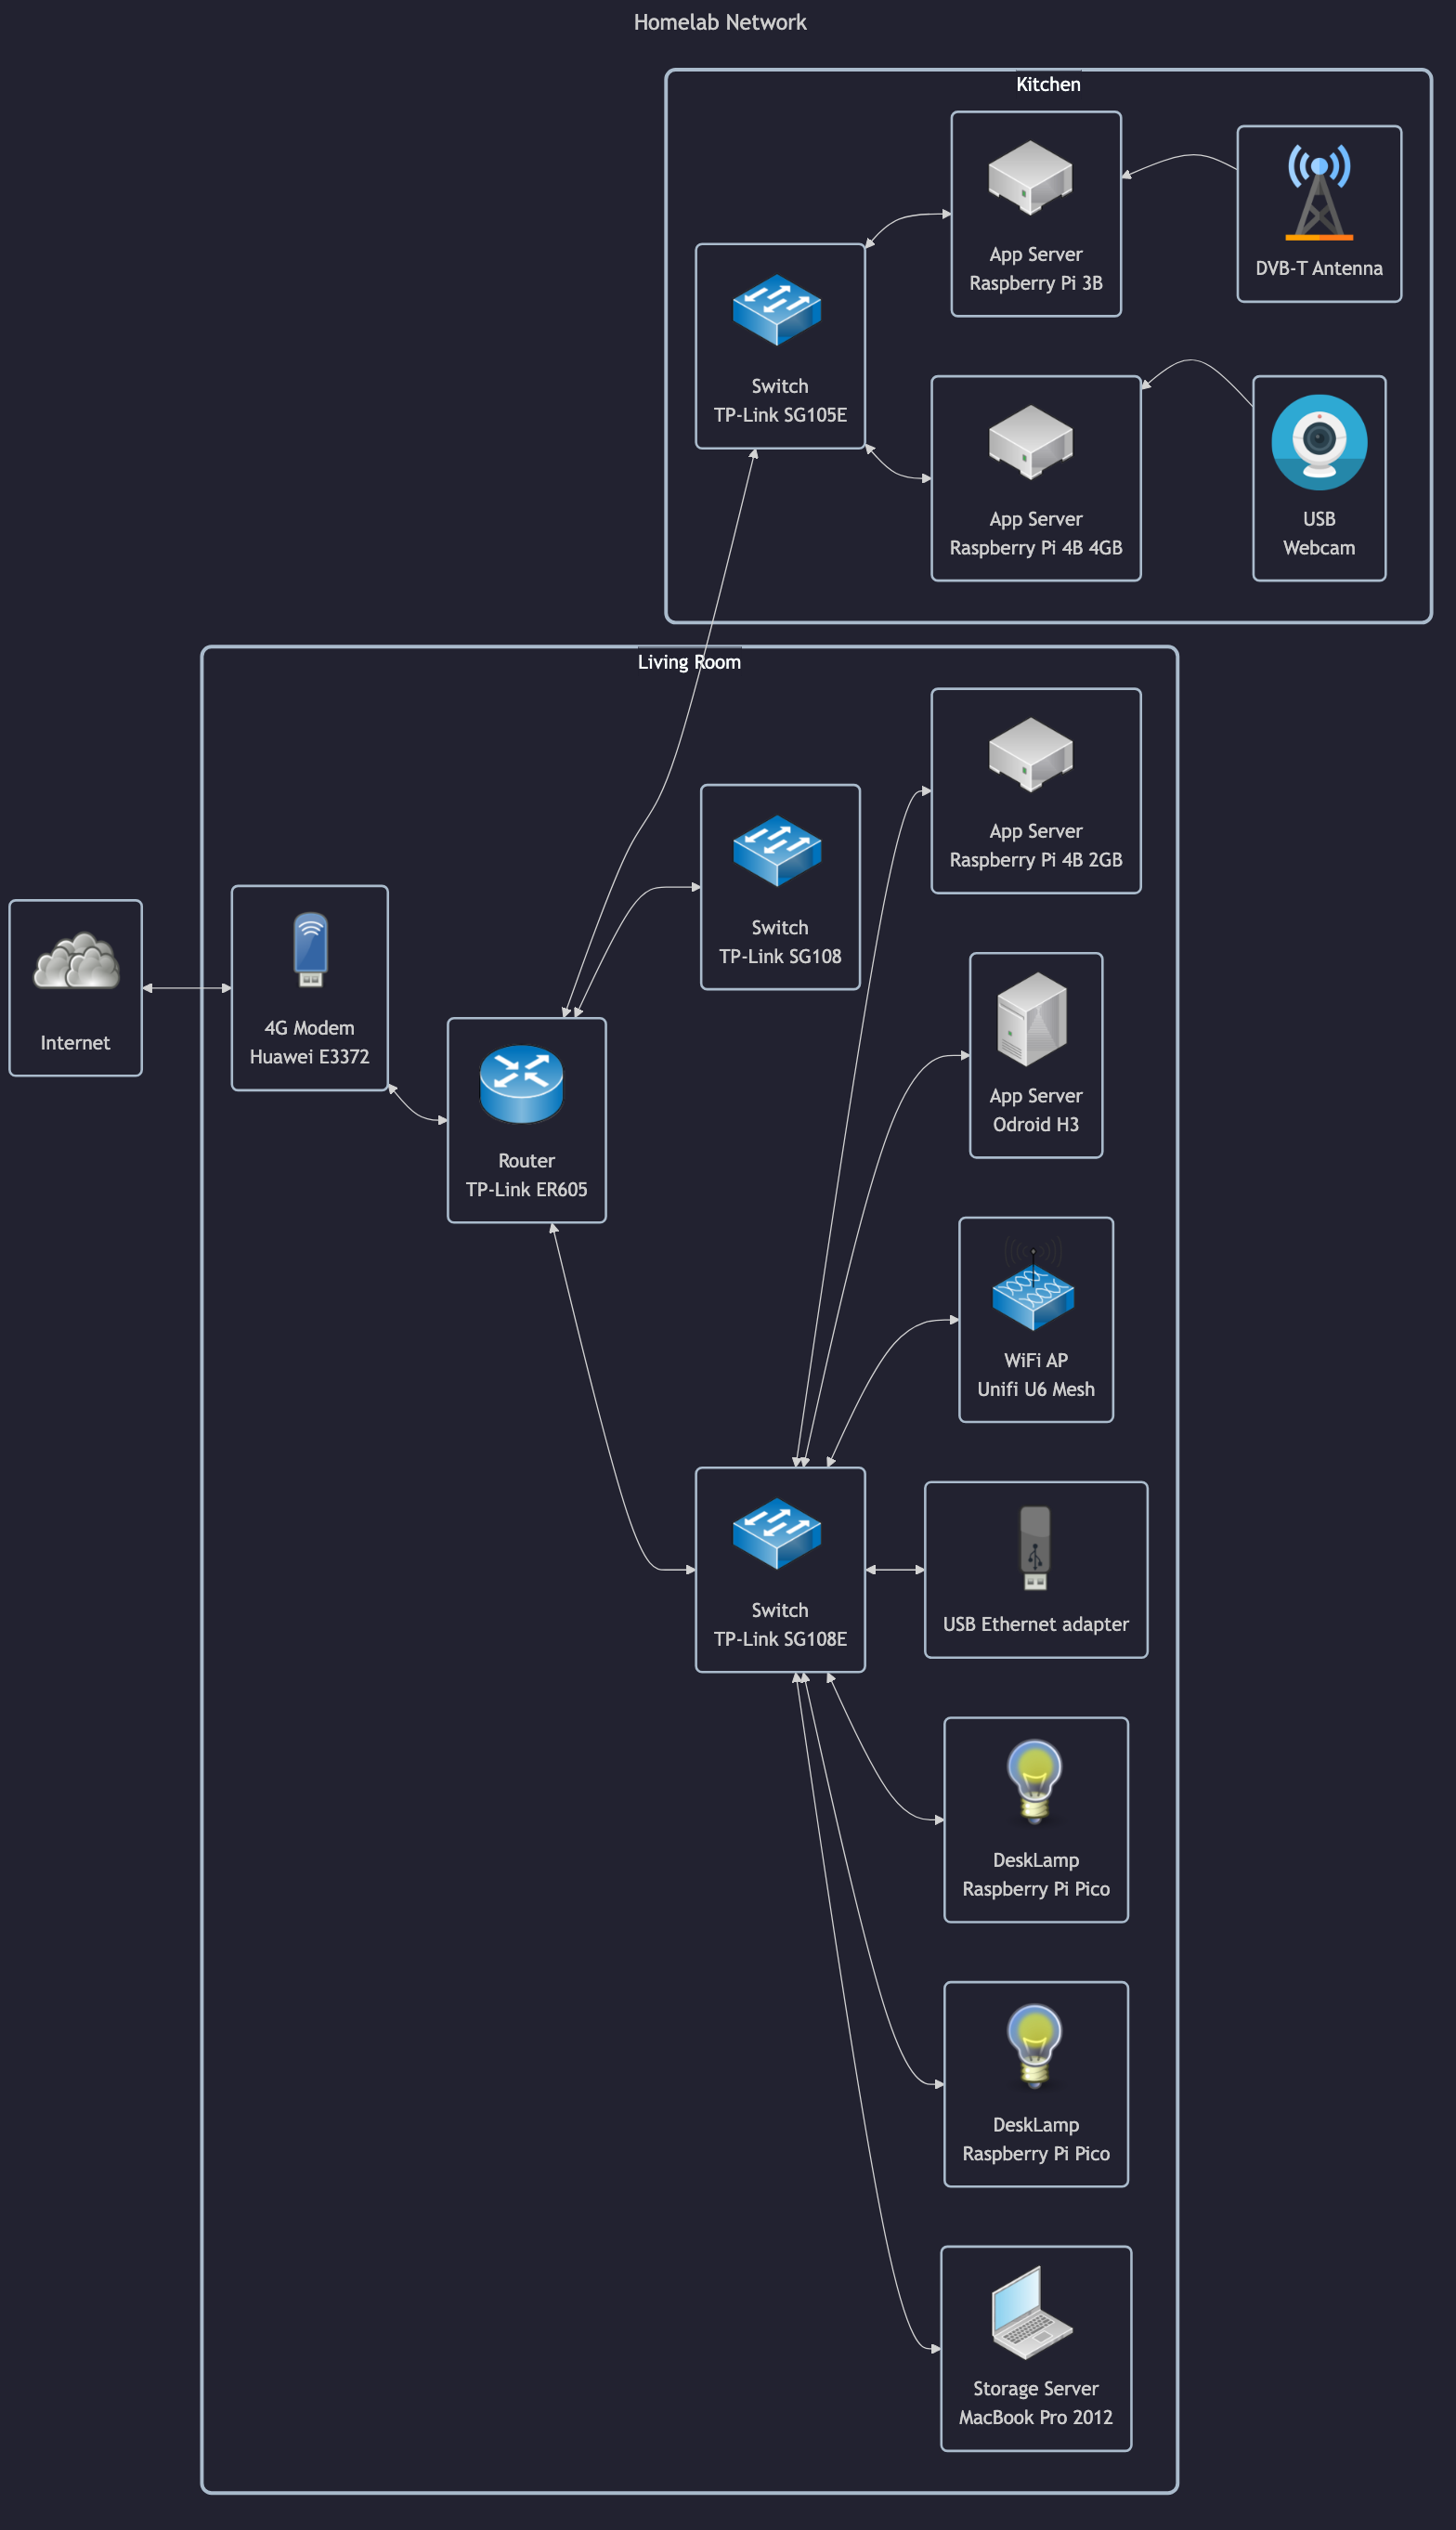 Homelab Network
Kitchen
App Server
Raspberry Pi 3B
DVB-T Antenna
Switch
TP-Link SG105E
App Server
Raspberry Pi 4B 4GB
USB
Webcam
Living Room
App Server
Raspberry Pi 4B 2GB
Switch
TP-Link SG108
Internet
4G Modem
Huawei E3372
App Server
Odroid H3
Router
TP-Link ER605
WiFi AP
Unifi U6 Mesh
Switch
TP-Link SG108E
USB Ethernet adapter
DeskLamp
Raspberry Pi Pico
DeskLamp
Raspberry Pi Pico
Storage Server
MacBook Pro 2012